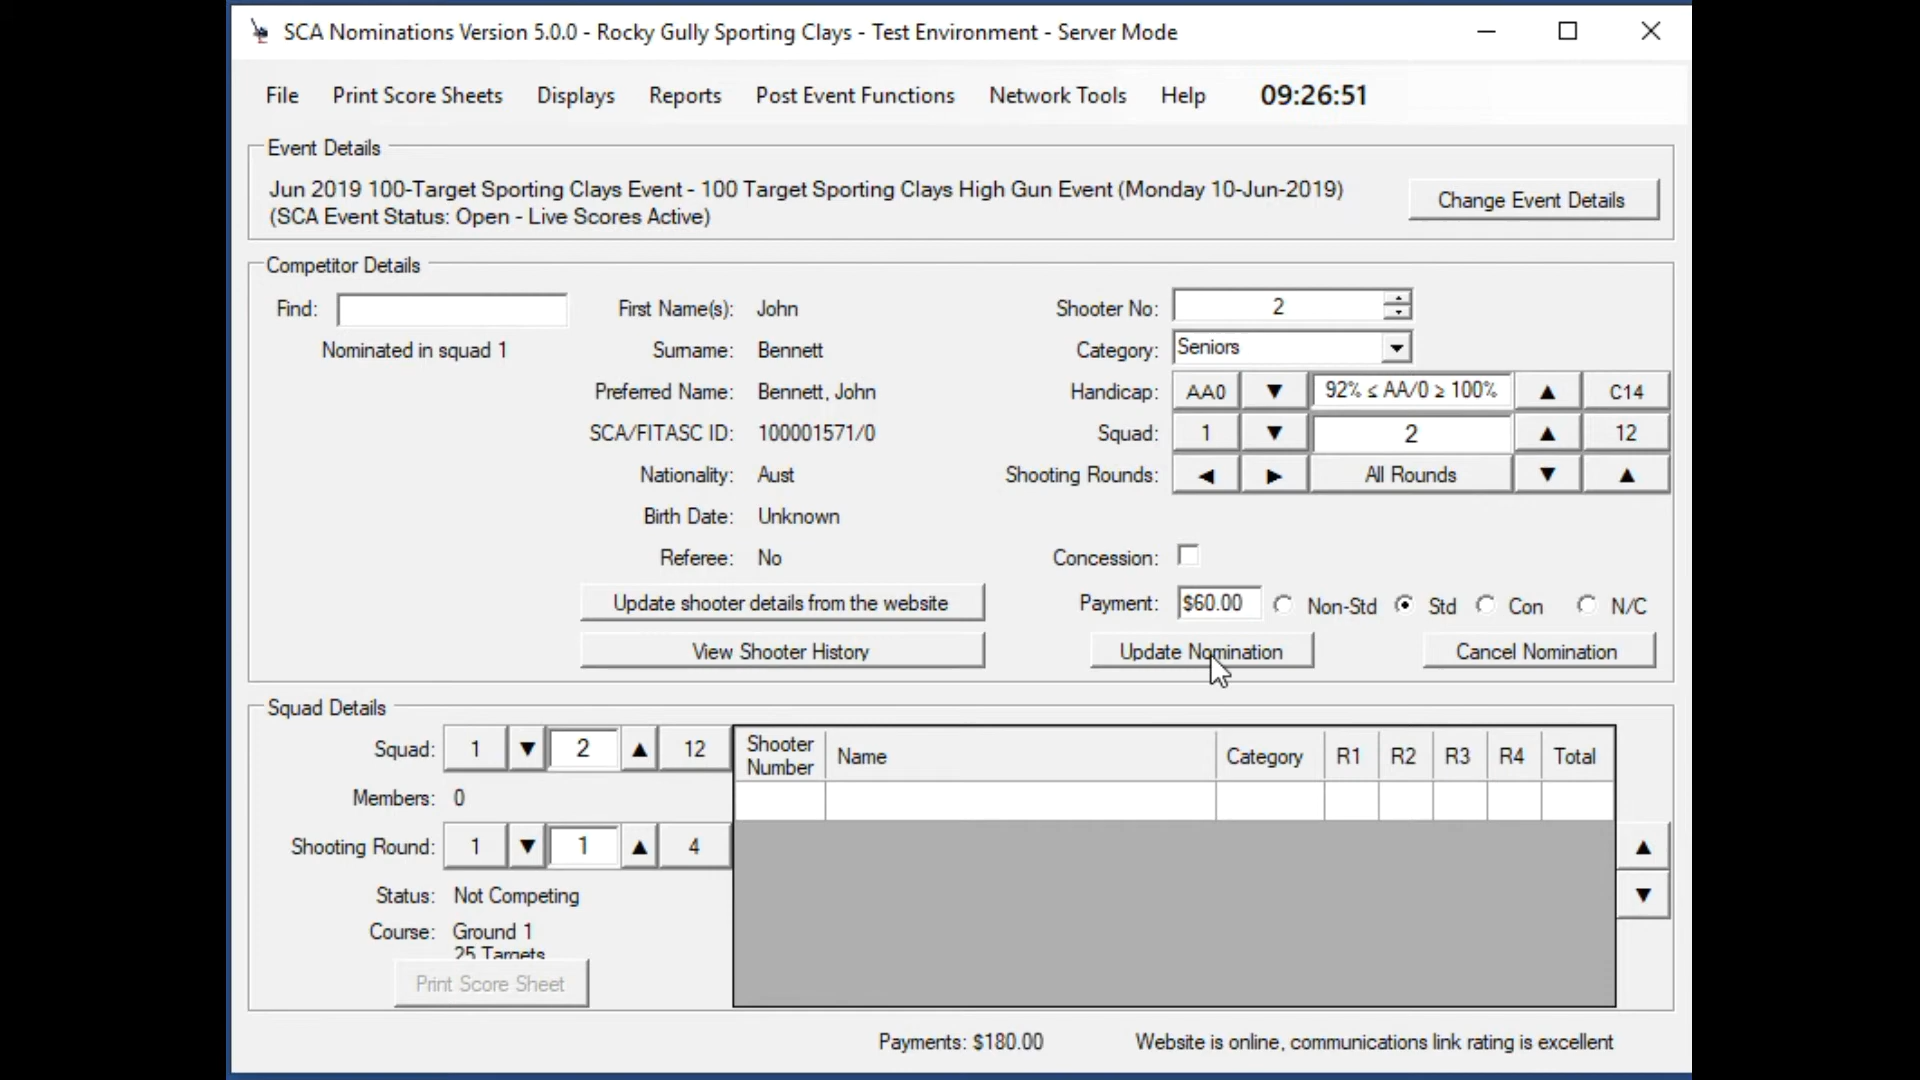 SCA Nominations Version 5.0.0 - Rocky Gully Sporting Clays - Test Environment - Server Mode
File Print Score Sheets Displays Reports Post Event Functions Network Tools Help 09:26:51
Event Details
Jun 2019 100-Target Sporting Clays Event - 100 Target Sporting Clays High Gun Event (Monday 10-Jun-2019)
(SCA Event Status: Open - Live Scores Active)
Change Event Details
Competitor Details
Find:
Nominated in squad 1
First Name(s): John
Surname: Bennett
Preferred Name: Bennett, John
SCA/FITASC ID: 100001571/0
Nationality: Aust
Birth Date: Unknown
Referee: No
Update shooter details from the website
View Shooter History
Shooter No: 2
Category: Seniors
Handicap: AA0 ▼ 92% ≤ AA/0 ≥ 100% ▲ C14
Squad: 1 ▼ 2 ▲ 12
Shooting Rounds: ◀ ▶ All Rounds ▼ ▲
Concession:
Payment: $60.00 Non-Std Std Con N/C
Update Nomination Cancel Nomination
Squad Details
Squad: 1 ▼ 2 ▲ 12
Members: 0
Shooting Round: 1 ▼ 1 ▲ 4
Status: Not Competing
Course: Ground 1
25 Targets
Print Score Sheet
Shooter Number Name Category R1 R2 R3 R4 Total
Payments: $180.00 Website is online, communications link rating is excellent